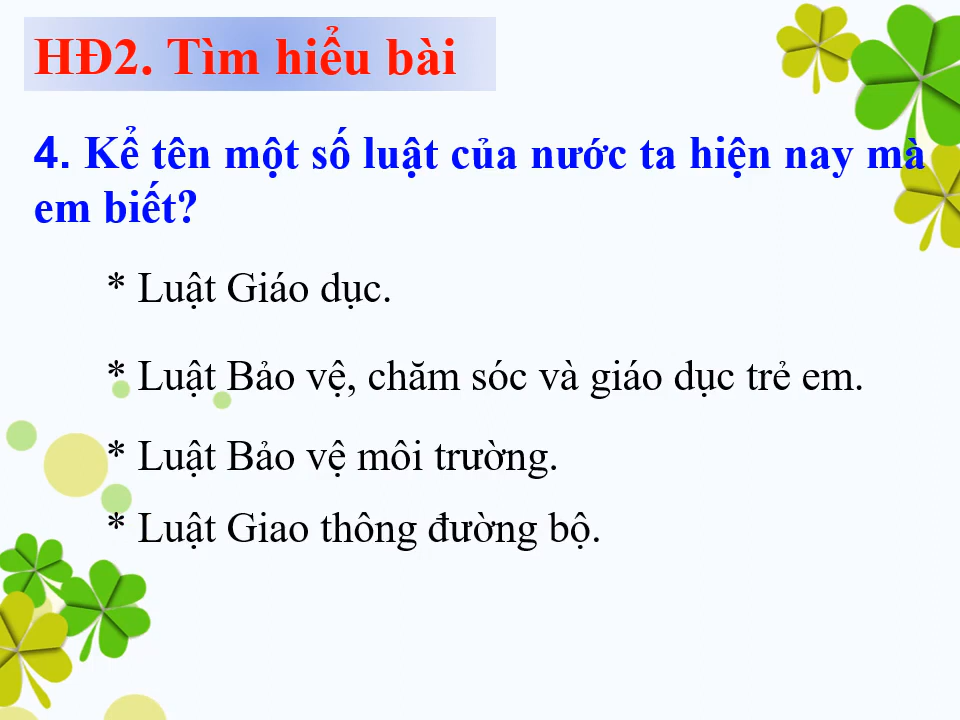 HĐ2. Tìm hiểu bài
4. Kể tên một số luật của nước ta hiện nay mà
em biết?
* Luật Giáo dục.
* Luật Bảo vệ, chăm sóc và giáo dục trẻ em.
* Luật Bảo vệ môi trường.
* Luật Giao thông đường bộ.